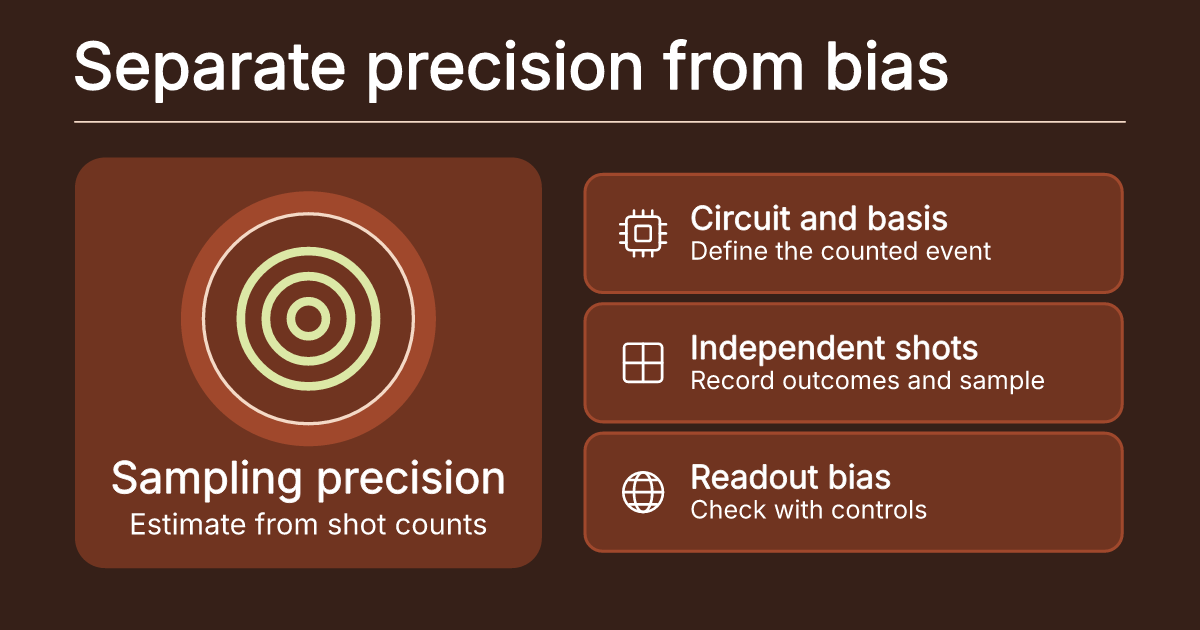 Separate precision from bias
Sampling precision
Estimate from shot counts
Circuit and basis
Define the counted event
Independent shots
Record outcomes and sample
Readout bias
Check with controls